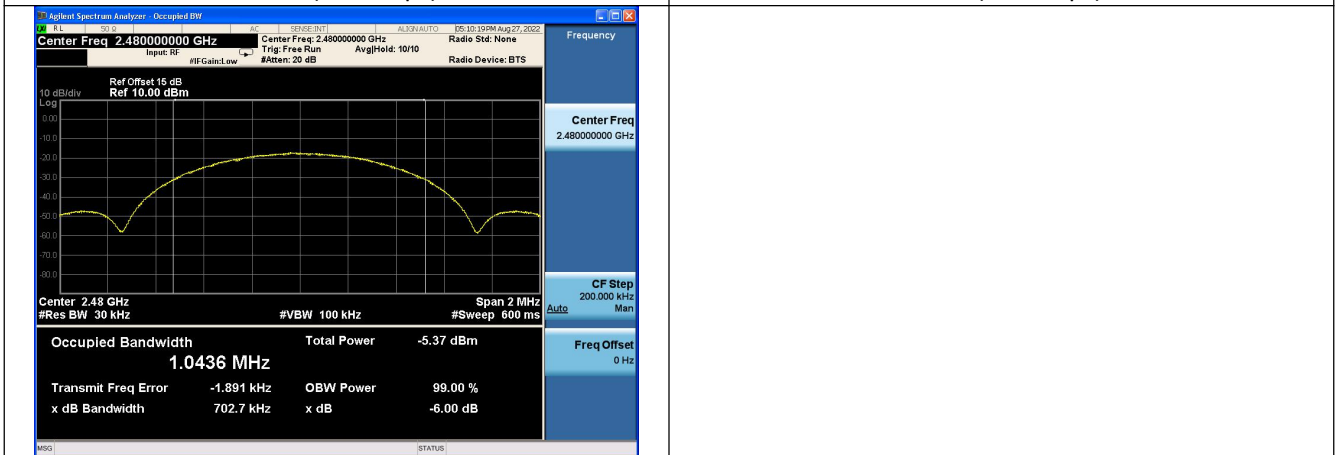 Agilent Spectrum Analyzer - Occupied BW
RL 50 Ω AC SENSE:INT ALIGN AUTO 05:10:19 PM Aug 27, 2022
Center Freq 2.480000000 GHz
Input: RF
#IFGain:Low
Center Freq: 2.480000000 GHz
Trig: Free Run Avg|Hold: 10/10
#Atten: 20 dB
Radio Std: None
Radio Device: BTS
Frequency
Ref Offset 15 dB
10 dB/div Ref 10.00 dBm
Log
0.00
-10.0
-20.0
-30.0
-40.0
-50.0
-60.0
-70.0
-80.0
Center 2.48 GHz Span 2 MHz
#Res BW 30 kHz #VBW 100 kHz #Sweep 600 ms
Center Freq
2.480000000 GHz
CF Step
200.000 kHz
Auto Man
Freq Offset
0 Hz
Occupied Bandwidth Total Power -5.37 dBm
1.0436 MHz
Transmit Freq Error -1.891 kHz OBW Power 99.00 %
x dB Bandwidth 702.7 kHz x dB -6.00 dB
MSG STATUS